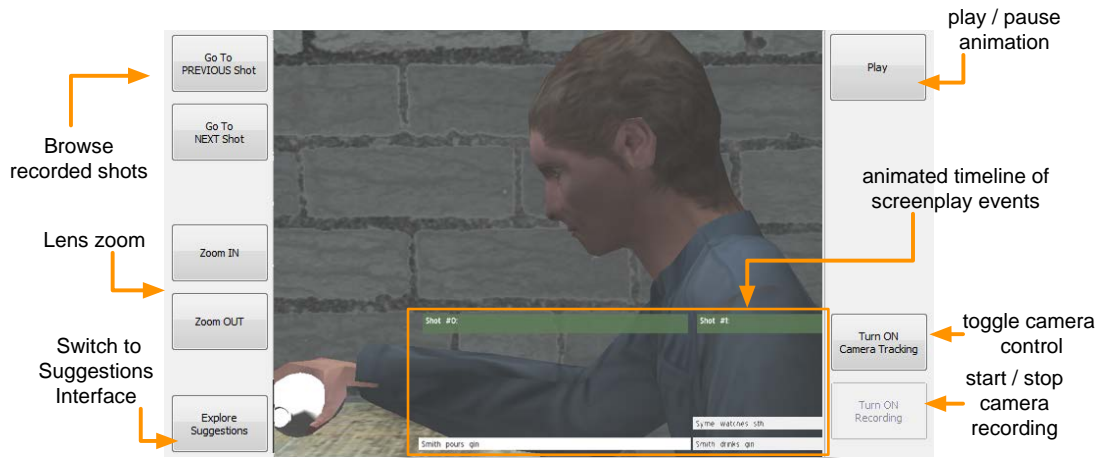 play / pause
animation
Go To
PREVIOUS Shot
Play
Go To
NEXT Shot
Browse
recorded shots
animated timeline of
screenplay events
Lens zoom
Zoom IN
Zoom OUT
Shot #0:
Shot #1:
Turn ON
Camera Tracking
toggle camera
control
Switch to
Suggestions
Interface
start / stop
camera
recording
Turn ON
Recording
Explore
Suggestions
Syme watches sth
Smith pours gin
Smith drinks gin